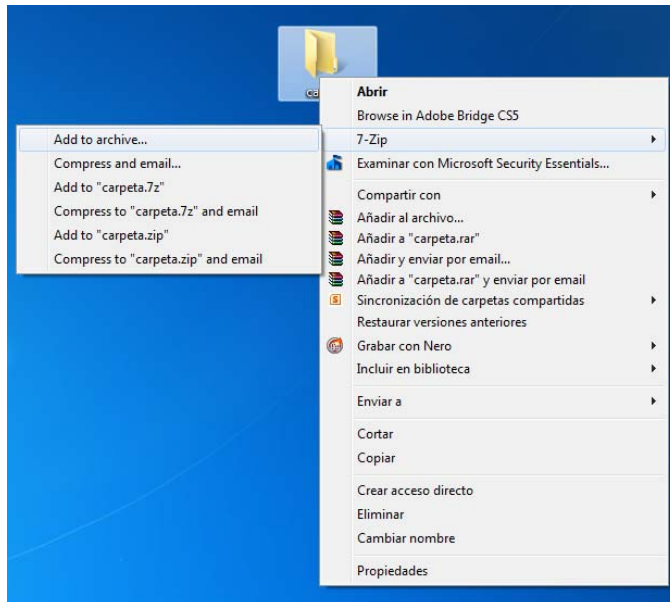 Abrir
Browse in Adobe Bridge CS5
7-Zip
Examinar con Microsoft Security Essentials...
Compartir con
Añadir al archivo...
Añadir a "carpeta.rar"
Añadir y enviar por email...
Añadir a "carpeta.rar" y enviar por email
Sincronización de carpetas compartidas
Restaurar versiones anteriores
Grabar con Nero
Incluir en biblioteca
Enviar a
Cortar
Copiar
Crear acceso directo
Eliminar
Cambiar nombre
Propiedades
Add to archive...
Compress and email...
Add to "carpeta.7z"
Compress to "carpeta.7z" and email
Add to "carpeta.zip"
Compress to "carpeta.zip" and email